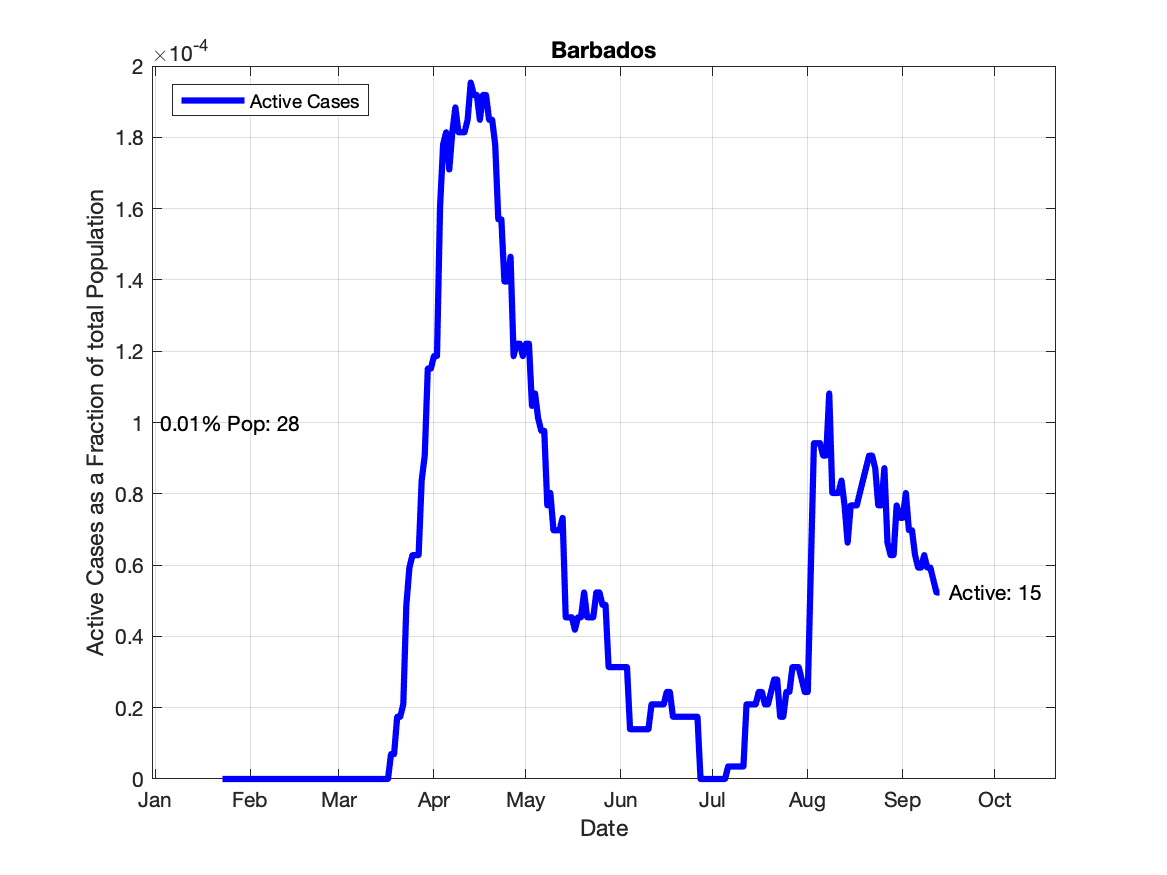 Barbados
×10-4
2
1.8
1.6
1.4
1.2
1
0.8
0.6
0.4
0.2
0
Active Cases as a Fraction of total Population
Active Cases
0.01% Pop: 28
Active: 15
Jan Feb Mar Apr May Jun Jul Aug Sep Oct
Date